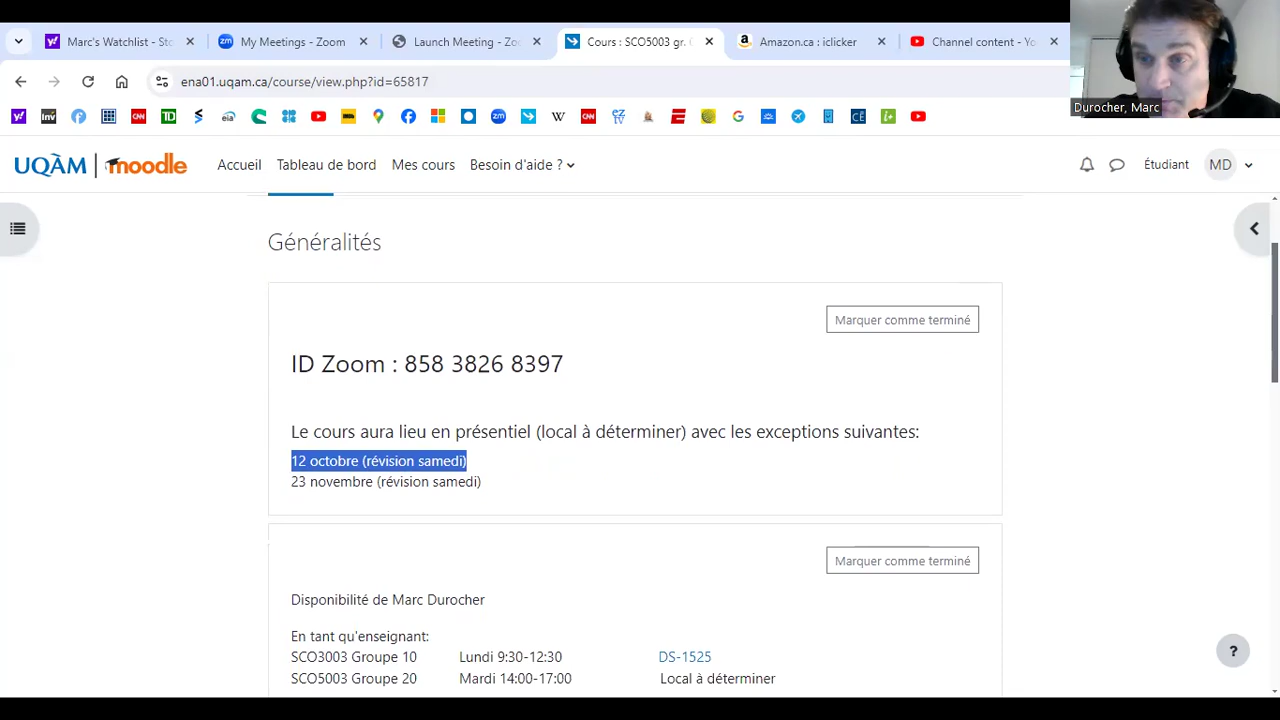 Marc's Watchlist - Sto
My Meetings - Zoom
Launch Meeting - Zoo
Cours : SCO5003 gr.
Amazon.ca : iclicker
Channel content - Yo
ena01.uqam.ca/course/view.php?id=65817
Durocher, Marc
UQÀM | moodle
Accueil
Tableau de bord
Mes cours
Besoin d'aide ?
Étudiant
MD
Généralités
Marquer comme terminé
ID Zoom : 858 3826 8397
Le cours aura lieu en présentiel (local à déterminer) avec les exceptions suivantes:
12 octobre (révision samedi)
23 novembre (révision samedi)
Marquer comme terminé
Disponibilité de Marc Durocher
En tant qu'enseignant:
SCO3003 Groupe 10 Lundi 9:30-12:30 DS-1525
SCO5003 Groupe 20 Mardi 14:00-17:00 Local à déterminer
?